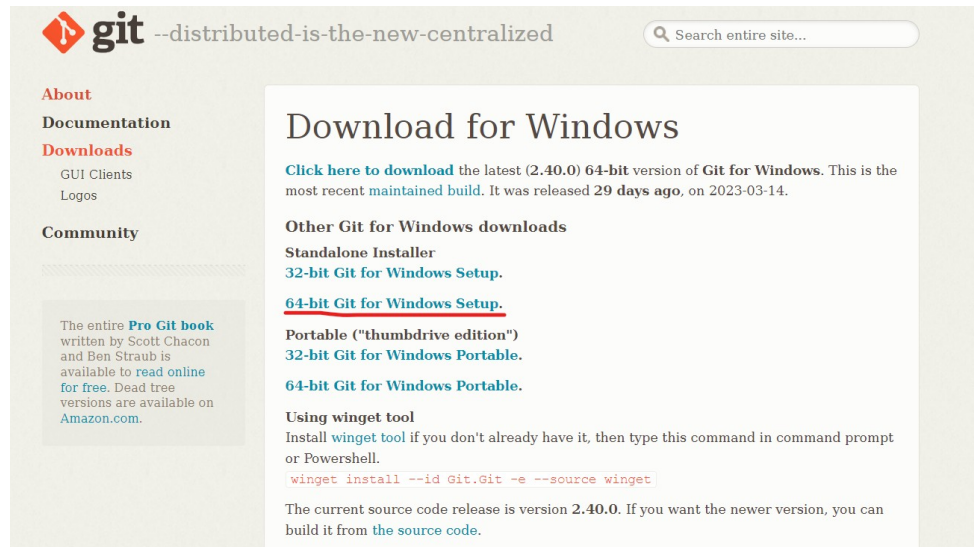 git --distributed-is-the-new-centralized
Search entire site...
About
Documentation
Downloads
GUI Clients
Logos
Community
The entire Pro Git book
written by Scott Chacon
and Ben Straub is
available to read online
for free. Dead tree
versions are available on
Amazon.com.
Download for Windows
Click here to download the latest (2.40.0) 64-bit version of Git for Windows. This is the
most recent maintained build. It was released 29 days ago, on 2023-03-14.
Other Git for Windows downloads
Standalone Installer
32-bit Git for Windows Setup.
64-bit Git for Windows Setup.
Portable ("thumbdrive edition")
32-bit Git for Windows Portable.
64-bit Git for Windows Portable.
Using winget tool
Install winget tool if you don't already have it, then type this command in command prompt
or Powershell.
winget install --id Git.Git -e --source winget
The current source code release is version 2.40.0. If you want the newer version, you can
build it from the source code.